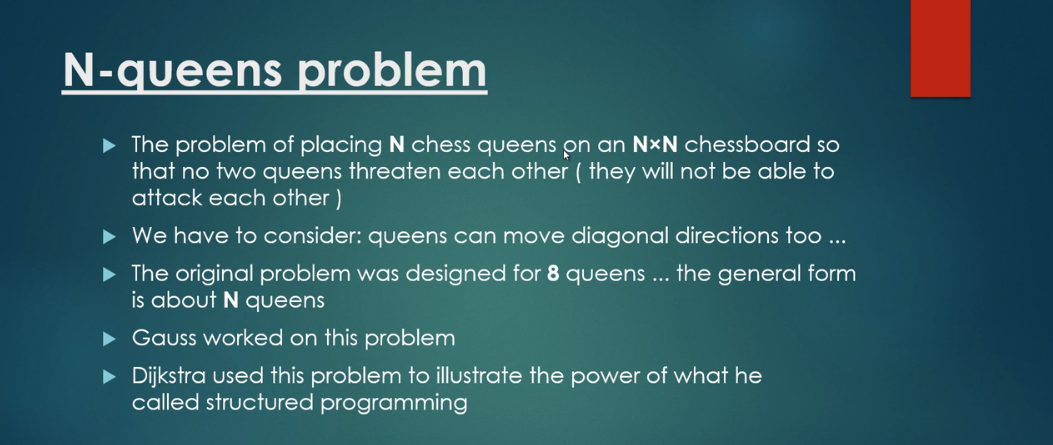 N-queens problem
The problem of placing N chess queens on an N×N chessboard so
that no two queens threaten each other ( they will not be able to
attack each other )
We have to consider: queens can move diagonal directions too ...
The original problem was designed for 8 queens ... the general form
is about N queens
Gauss worked on this problem
Dijkstra used this problem to illustrate the power of what he
called structured programming